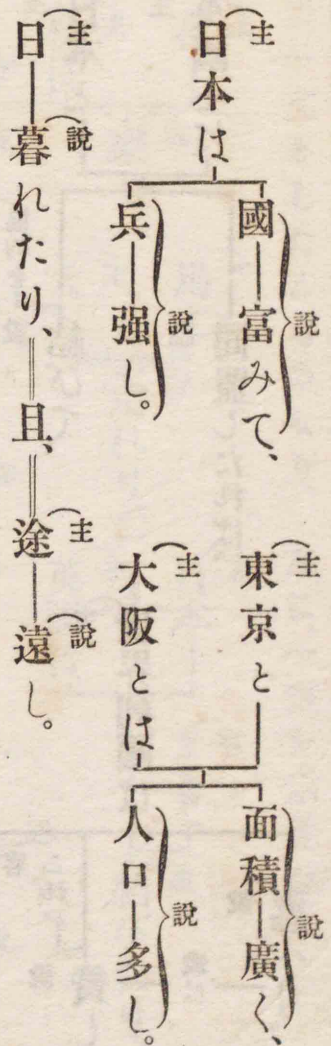 主 日本は
國―富みて、 說
兵―强し。 說
主 東京と
主 大阪とは
面積―廣く、 說
人口―多し。 說
主 日―說 暮れたり、＝且、＝主 途―說 遠し。